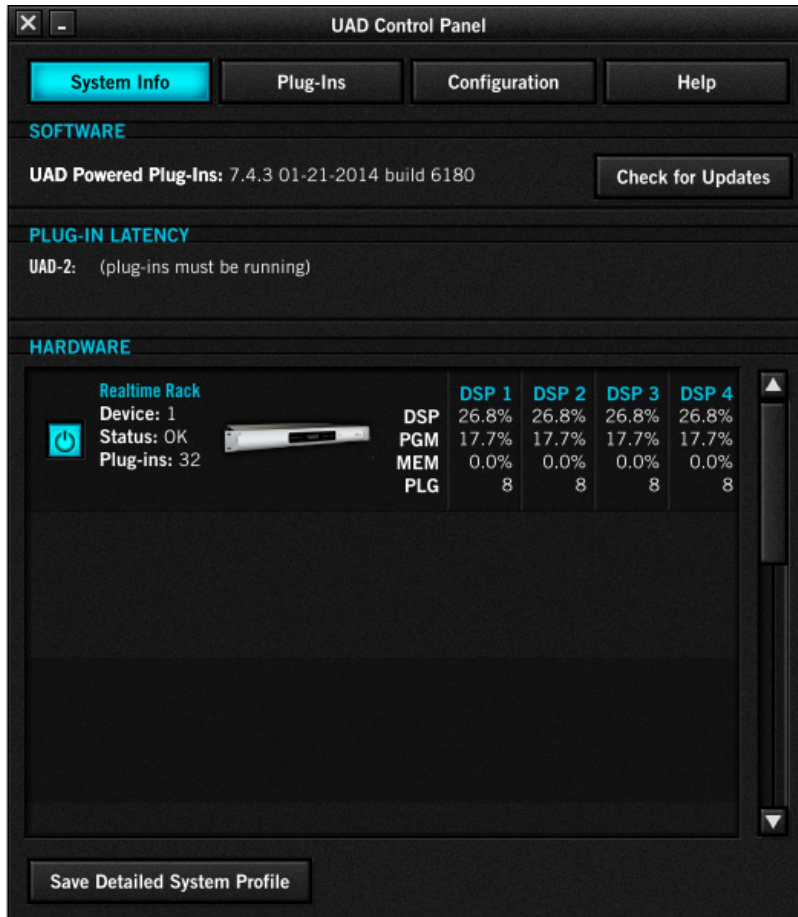 UAD Control Panel
System Info Plug-Ins Configuration Help
SOFTWARE
UAD Powered Plug-Ins: 7.4.3 01-21-2014 build 6180 Check for Updates
PLUG-IN LATENCY
UAD-2: (plug-ins must be running)
HARDWARE
Realtime Rack DSP 1 DSP 2 DSP 3 DSP 4
Device: 1 DSP 26.8% 26.8% 26.8% 26.8%
Status: OK PGM 17.7% 17.7% 17.7% 17.7%
Plug-ins: 32 MEM 0.0% 0.0% 0.0% 0.0%
PLG 8 8 8 8
Save Detailed System Profile